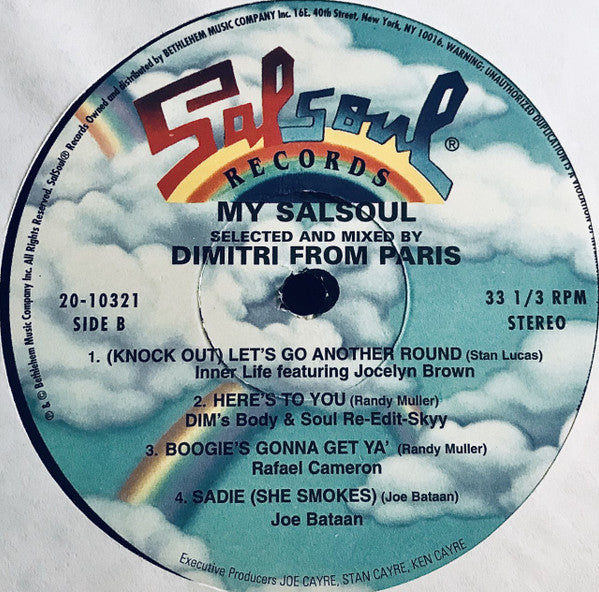 SalSoul® Records Owned and distributed by BETHLEHEM MUSIC COMPANY Inc. 16E. 40th Street, New York, NY 10016. WARNING: UNAUTHORIZED DUPLICATION IS A VIOLATION OF
℗ & © Bethlehem Music Company Inc. All Rights Reserved.
Salsoul®
RECORDS
MY SALSOUL
SELECTED AND MIXED BY
DIMITRI FROM PARIS
20-10321
SIDE B
33 1/3 RPM
STEREO
1. (KNOCK OUT) LET'S GO ANOTHER ROUND (Stan Lucas)
Inner Life featuring Jocelyn Brown
2. HERE'S TO YOU (Randy Muller)
DIM's Body & Soul Re-Edit-Skyy
3. BOOGIE'S GONNA GET YA' (Randy Muller)
Rafael Cameron
4. SADIE (SHE SMOKES) (Joe Bataan)
Joe Bataan
Executive Producers JOE CAYRE, STAN CAYRE, KEN CAYRE